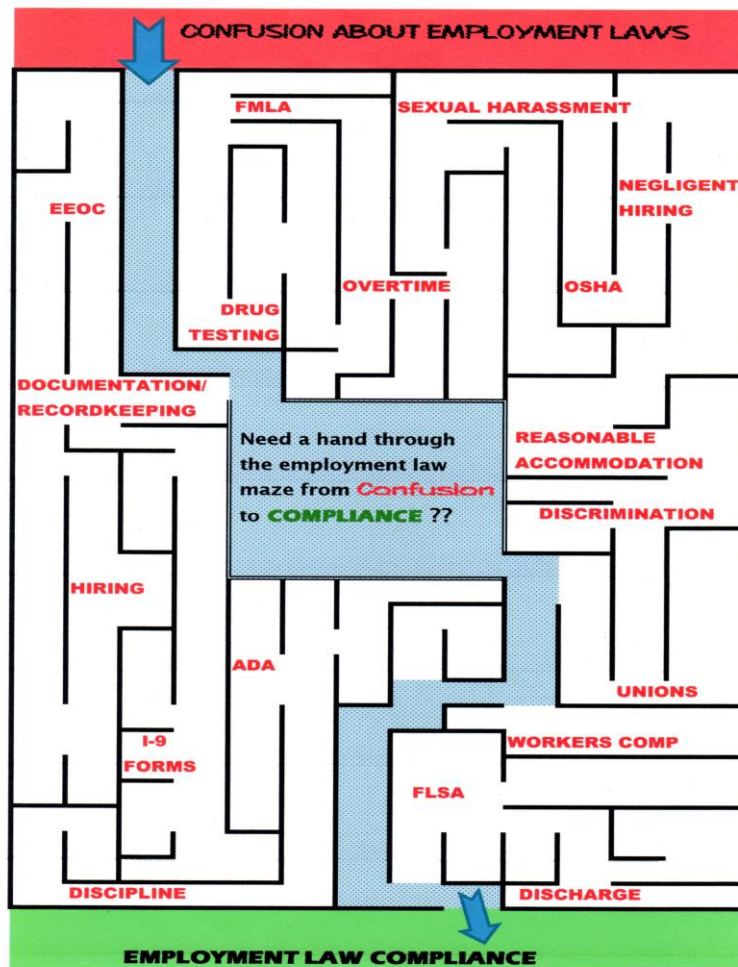 CONFUSION ABOUT EMPLOYMENT LAWS
FMLA
SEXUAL HARASSMENT
NEGLIGENT
HIRING
EEOC
OVERTIME
OSHA
DRUG
TESTING
DOCUMENTATION/
RECORDKEEPING
Need a hand through
the employment law
maze from Confusion
to COMPLIANCE ??
REASONABLE
ACCOMMODATION
DISCRIMINATION
HIRING
ADA
UNIONS
I-9
FORMS
WORKERS COMP
FLSA
DISCIPLINE
DISCHARGE
EMPLOYMENT LAW COMPLIANCE